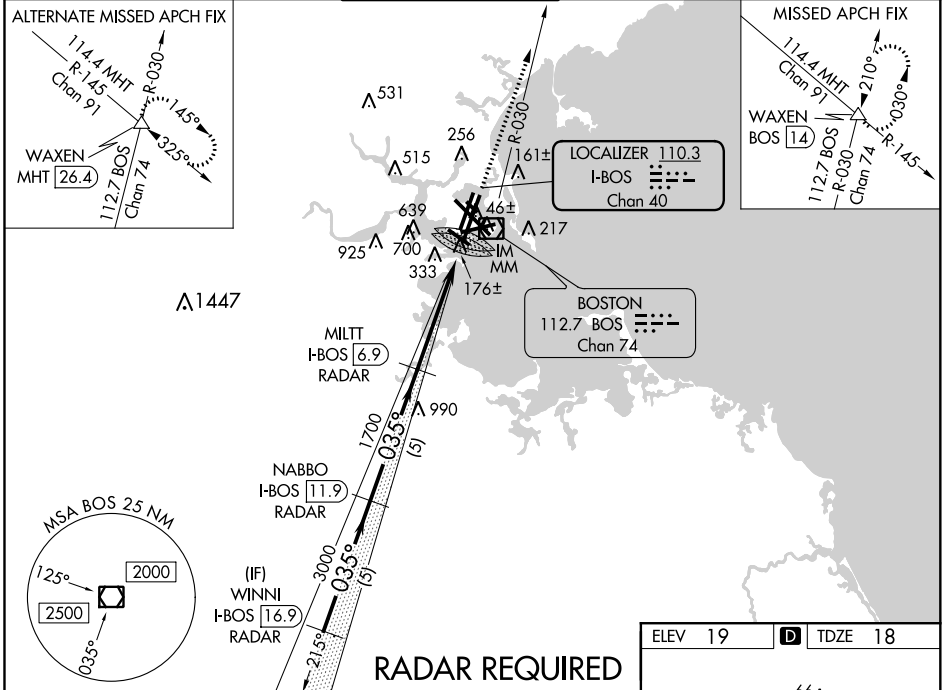 ALTERNATE MISSED APCH FIX
114.4 MHT
R-145
Chan 91
R-030
145°
325°
WAXEN
MHT 26.4
112.7 BOS
Chan 74
MISSED APCH FIX
114.4 MHT
Chan 91
210°
030°
WAXEN
BOS 14
R-145
112.7 BOS
R-030
Chan 74
531
256
515
R-030
161±
LOCALIZER 110.3
I-BOS
Chan 40
639
46±
217
925
700
IM
MM
333
176±
1447
BOSTON
112.7 BOS
Chan 74
MILTT
I-BOS 6.9
RADAR
990
1700
035°
(5)
NABBO
I-BOS 11.9
RADAR
3000
035°
(5)
(IF)
WINNI
I-BOS 16.9
RADAR
215°
MSA BOS 25 NM
125°
2000
2500
035°
RADAR REQUIRED
ELEV 19
D
TDZE 18